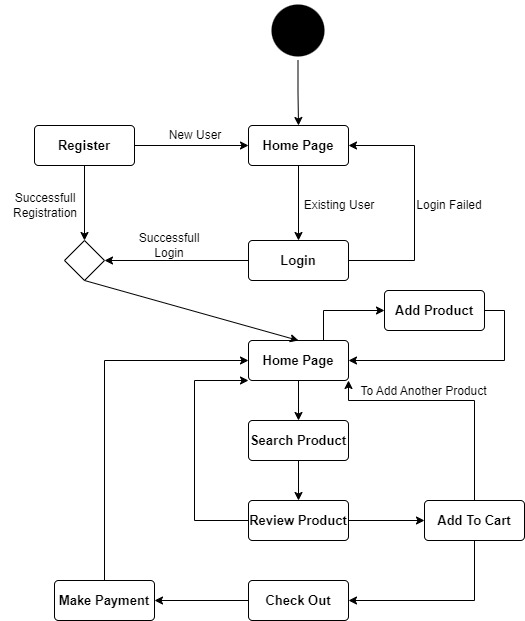 New User
Register
Home Page
Successfull
Registration
Existing User
Login Failed
Successfull
Login
Login
Add Product
Home Page
To Add Another Product
Search Product
Review Product
Add To Cart
Make Payment
Check Out